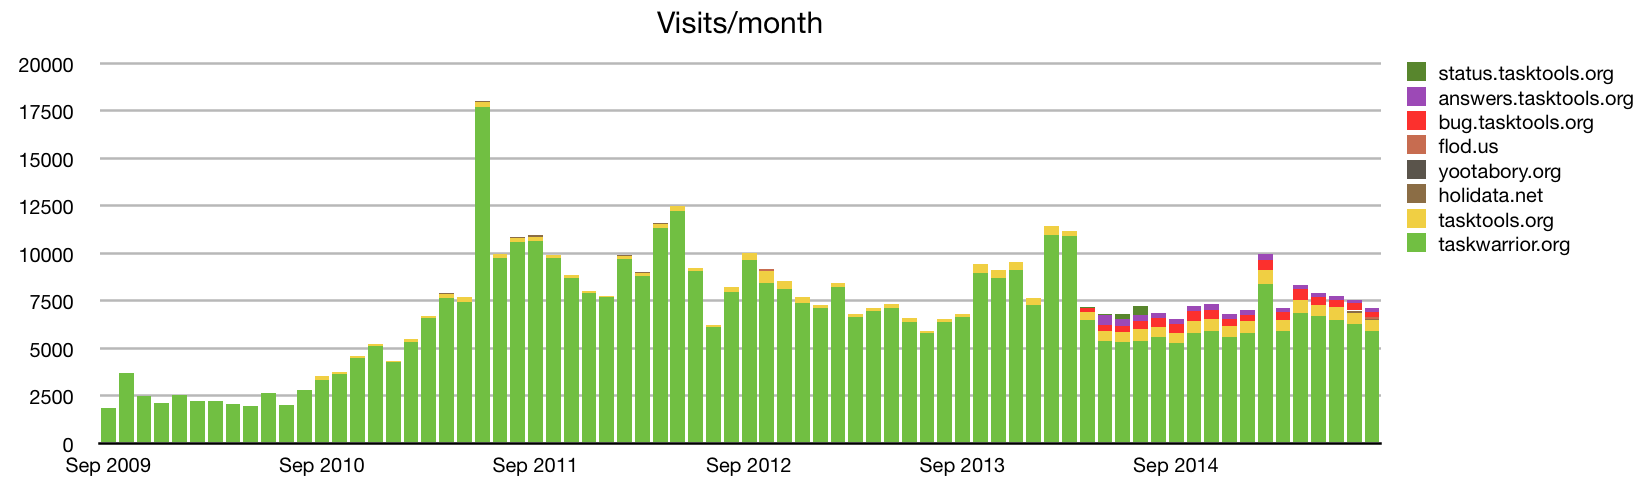 Visits/month
20000
17500
15000
12500
10000
7500
5000
2500
0
Sep 2009 Sep 2010 Sep 2011 Sep 2012 Sep 2013 Sep 2014
status.tasktools.org
answers.tasktools.org
bug.tasktools.org
flod.us
yootabory.org
holidata.net
tasktools.org
taskwarrior.org